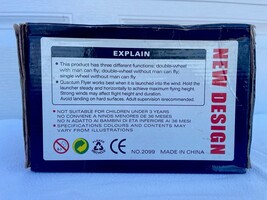 EXPLAIN
• This product has three different functional: double-wheel
with man can fly; double-wheel without man can fly;
single wheel without man can fly.
• Quantum Flyer works best when it is launched into the wind. Hold the
launcher steady and horizontally to achieve maximum flying height.
Strong winds may affect flight height and duration.
Avoid landing on hard surfaces. Adult supervision is recommended.
NEW DESIGN
• NOT SUITABLE FOR CHILDREN UNDER 3 YEARS
NO CONVIENE A NINOS MENORES DE 36 MESES
NON E ADATTO AI BAMBINI DI ETA INFERIORE AI 36 MESI
• SPECIFICATIONS COLOURS AND CONTENTS
MAY VARY FROM ILLUSTRATIONS
CE
NO.2099 MADE IN CHINA